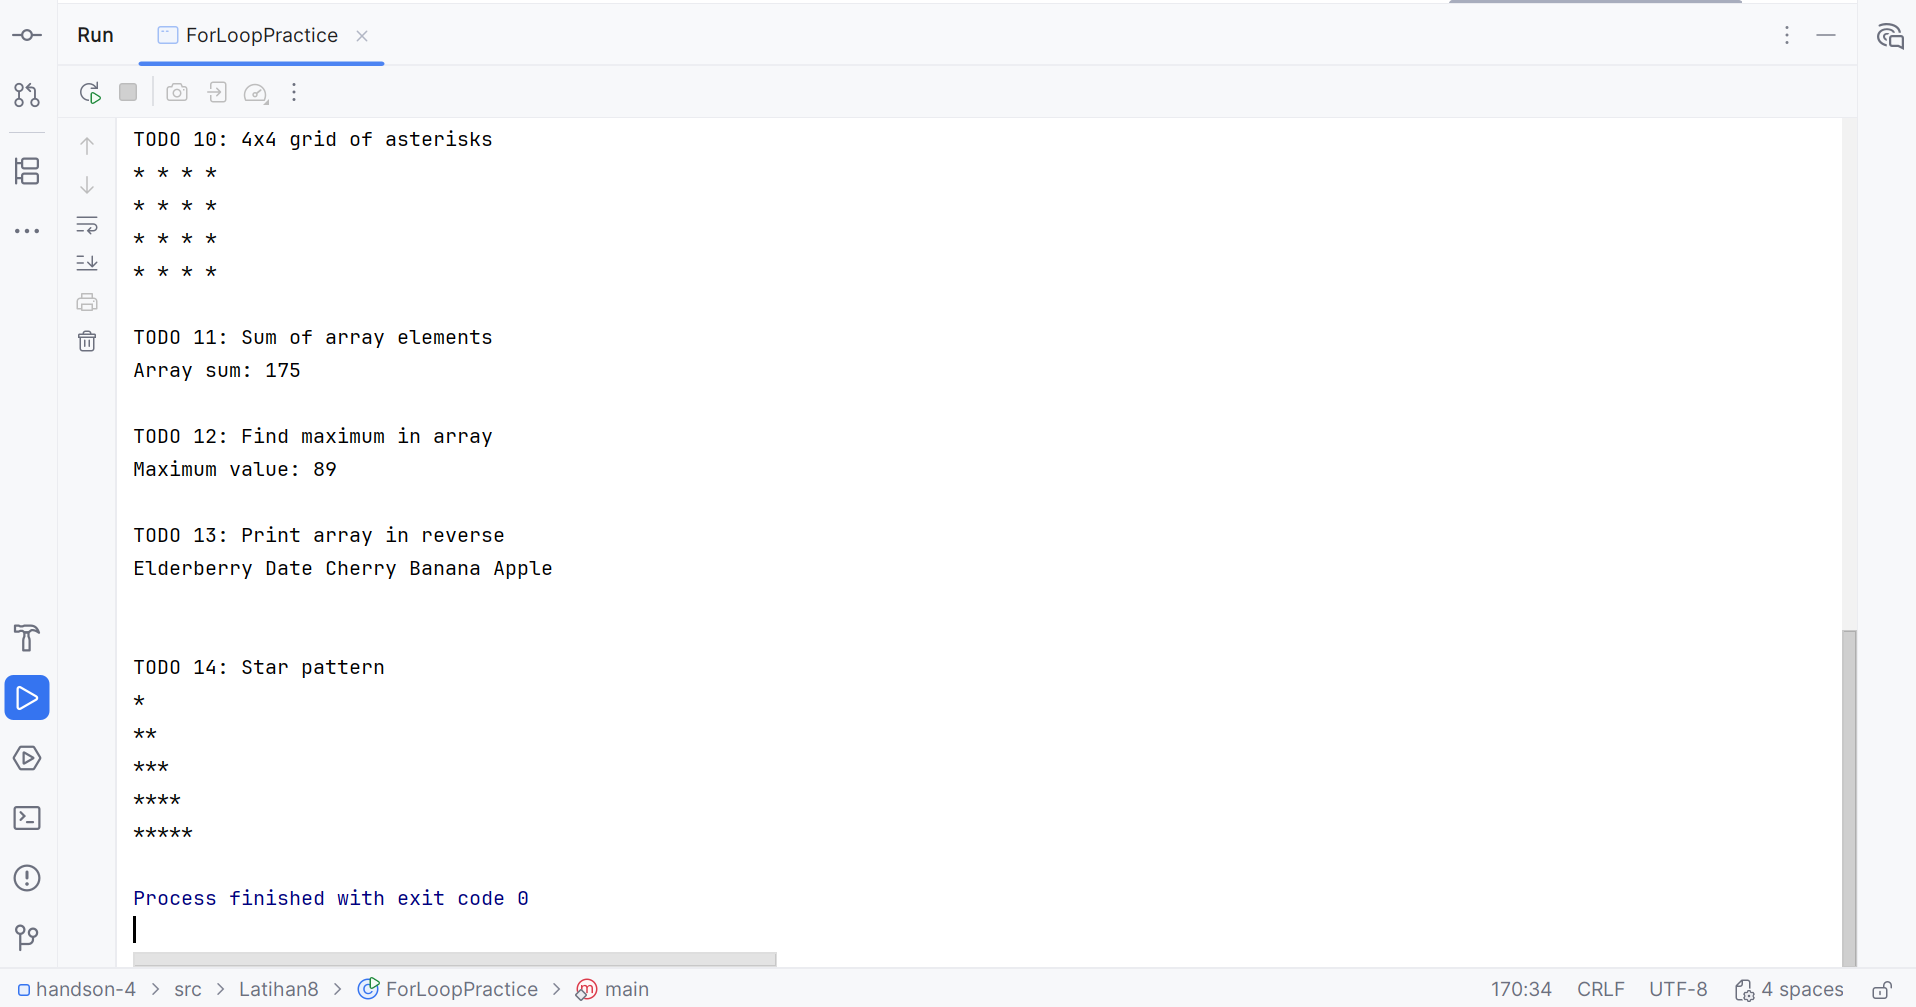 Run ForLoopPractice
TODO 10: 4x4 grid of asterisks
* * * *
* * * *
* * * *
* * * *
TODO 11: Sum of array elements
Array sum: 175
TODO 12: Find maximum in array
Maximum value: 89
TODO 13: Print array in reverse
Elderberry Date Cherry Banana Apple
TODO 14: Star pattern
*
**
***
****
*****
Process finished with exit code 0
handson-4 > src > Latihan8 > ForLoopPractice > main 170:34 CRLF UTF-8 4 spaces